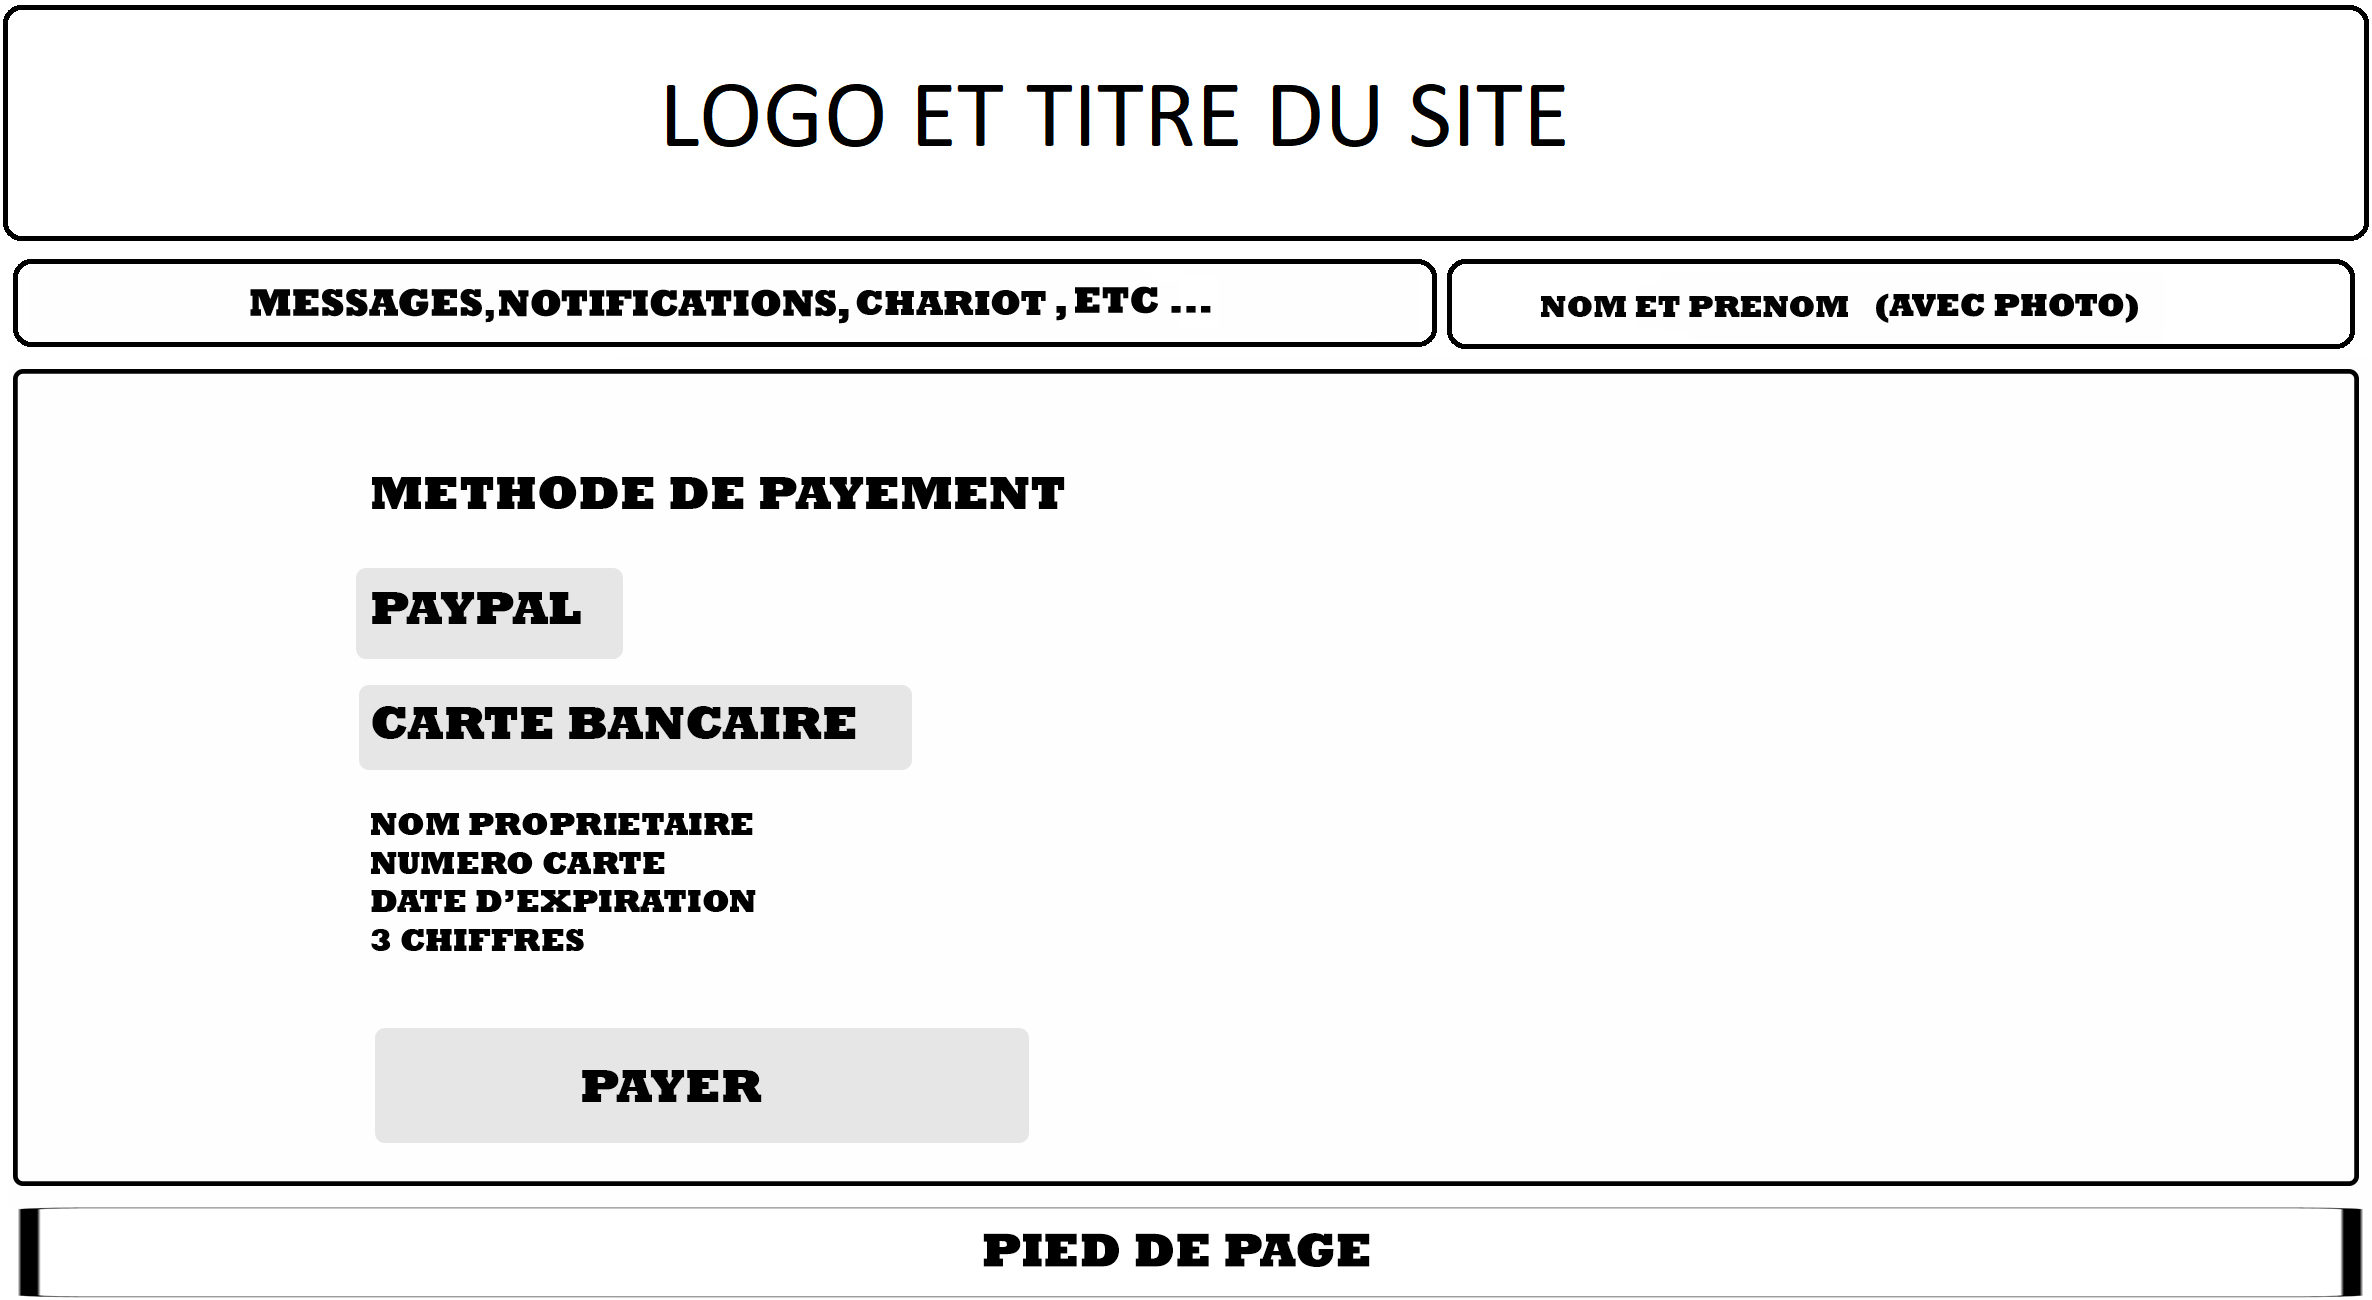 LOGO ET TITRE DU SITE
MESSAGES,NOTIFICATIONS,CHARIOT ,ETC ...
NOM ET PRENOM (AVEC PHOTO)
METHODE DE PAYEMENT
PAYPAL
CARTE BANCAIRE
NOM PROPRIETAIRE
NUMERO CARTE
DATE D’EXPIRATION
3 CHIFFRES
PAYER
PIED DE PAGE